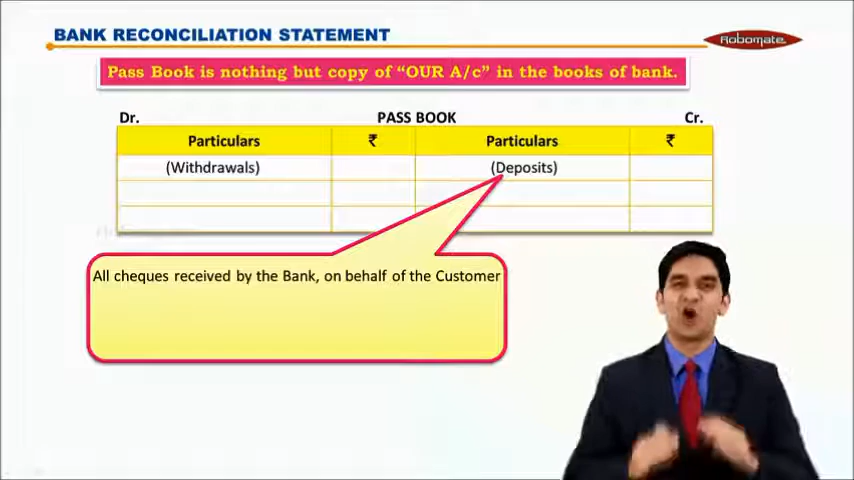 BANK RECONCILIATION STATEMENT
Robomate
Pass Book is nothing but copy of “OUR A/c” in the books of bank.
Dr. PASS BOOK Cr.
Particulars ₹ Particulars ₹
(Withdrawals) (Deposits)
All cheques received by the Bank, on behalf of the Customer